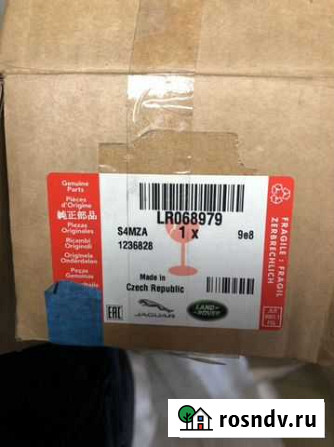 Genuine
Parts
Pièces
d'Origine
純正部品
Piezas
Originales
Ricambi
Originali
Originele
Onderdelen
Peças
Genuínas
LR068979
S4MZA
1 x
9e8
1236828
Made in
Czech Republic
EAC
JAGUAR
LAND-
ROVER
FRAGILE : FRAGIL
ZERBRECHLICH
rosndv.ru